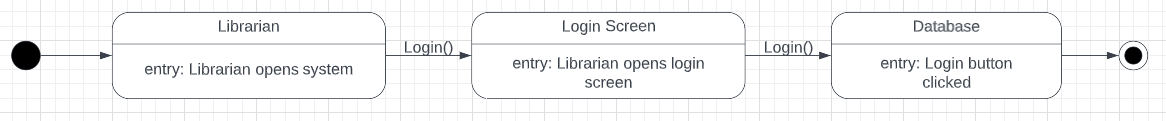 Librarian
entry: Librarian opens system
Login()
Login Screen
entry: Librarian opens login
screen
Login()
Database
entry: Login button
clicked